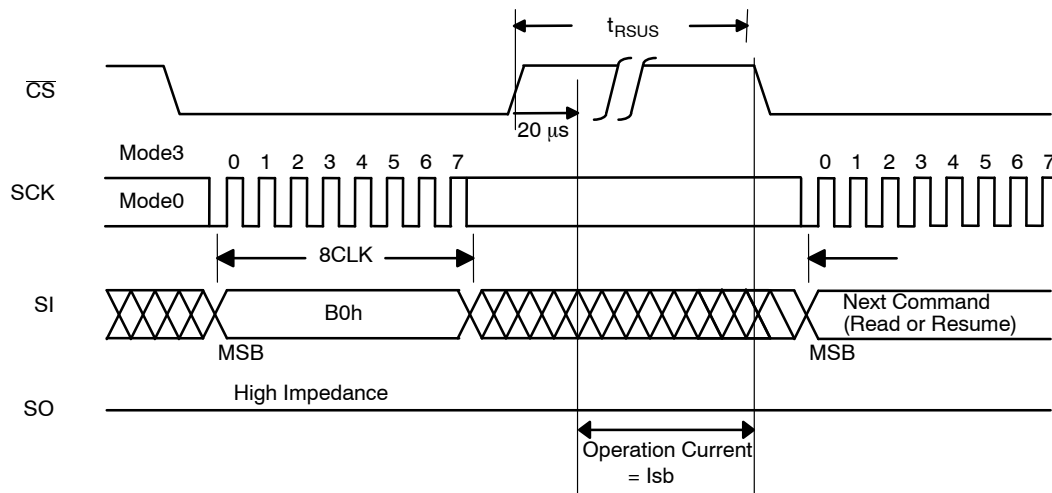 tRSUS
CS
20 μs
Mode3
0 1 2 3 4 5 6 7
0 1 2 3 4 5 6 7
SCK
Mode0
8CLK
SI
B0h
Next Command
(Read or Resume)
MSB
MSB
High Impedance
SO
Operation Current
= Isb